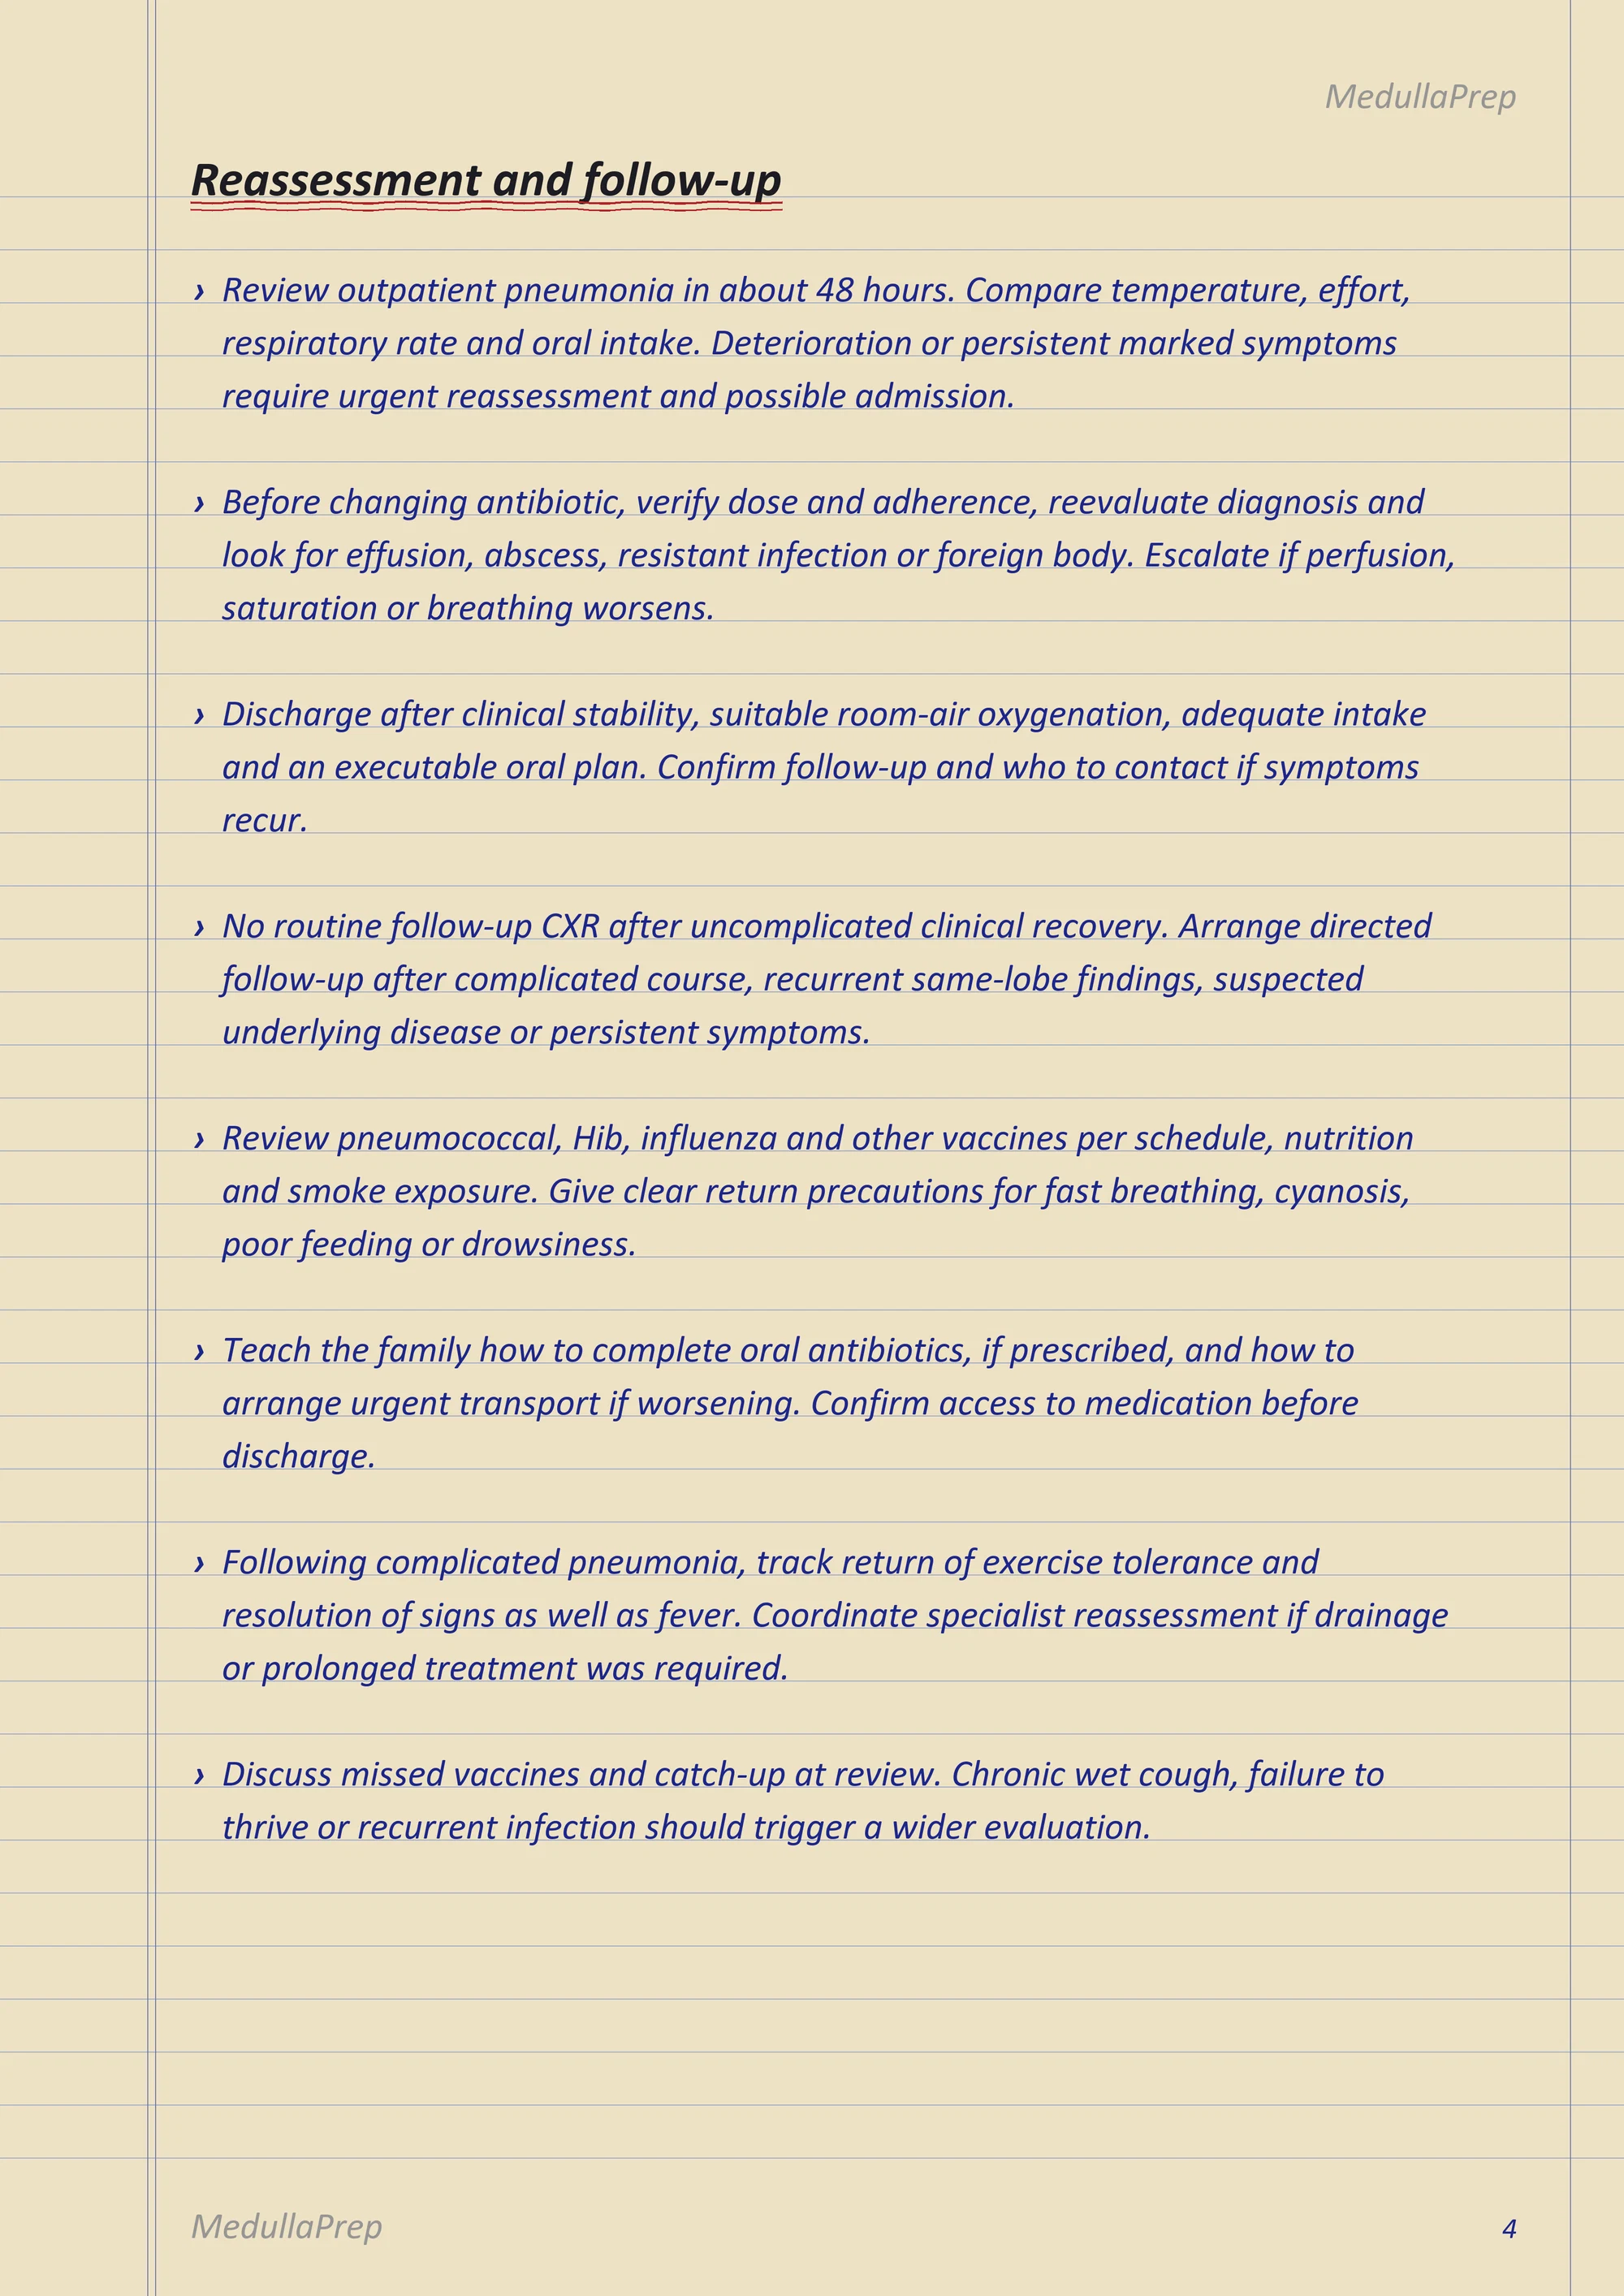 MedullaPrep
Reassessment and follow-up
› Review outpatient pneumonia in about 48 hours. Compare temperature, effort,
respiratory rate and oral intake. Deterioration or persistent marked symptoms
require urgent reassessment and possible admission.
› Before changing antibiotic, verify dose and adherence, reevaluate diagnosis and
look for effusion, abscess, resistant infection or foreign body. Escalate if perfusion,
saturation or breathing worsens.
› Discharge after clinical stability, suitable room-air oxygenation, adequate intake
and an executable oral plan. Confirm follow-up and who to contact if symptoms
recur.
› No routine follow-up CXR after uncomplicated clinical recovery. Arrange directed
follow-up after complicated course, recurrent same-lobe findings, suspected
underlying disease or persistent symptoms.
› Review pneumococcal, Hib, influenza and other vaccines per schedule, nutrition
and smoke exposure. Give clear return precautions for fast breathing, cyanosis,
poor feeding or drowsiness.
› Teach the family how to complete oral antibiotics, if prescribed, and how to
arrange urgent transport if worsening. Confirm access to medication before
discharge.
› Following complicated pneumonia, track return of exercise tolerance and
resolution of signs as well as fever. Coordinate specialist reassessment if drainage
or prolonged treatment was required.
› Discuss missed vaccines and catch-up at review. Chronic wet cough, failure to
thrive or recurrent infection should trigger a wider evaluation.
MedullaPrep
4